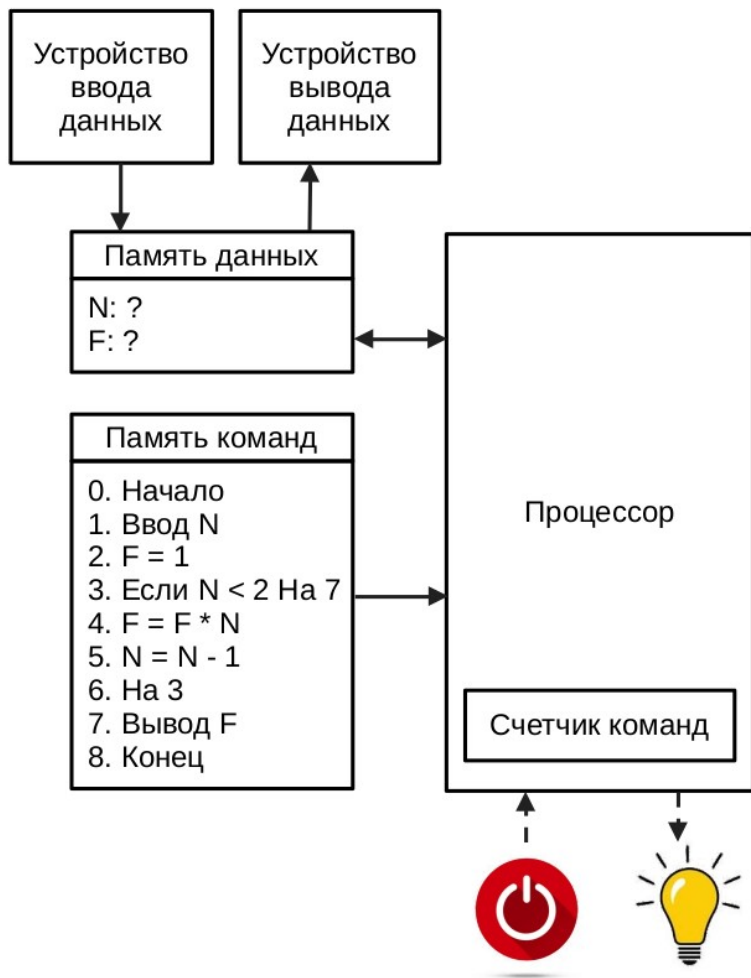 Устройство
ввода
данных
Устройство
вывода
данных
Память данных
N: ?
F: ?
Память команд
0. Начало
1. Ввод N
2. F = 1
3. Если N < 2 На 7
4. F = F * N
5. N = N - 1
6. На 3
7. Вывод F
8. Конец
Процессор
Счетчик команд